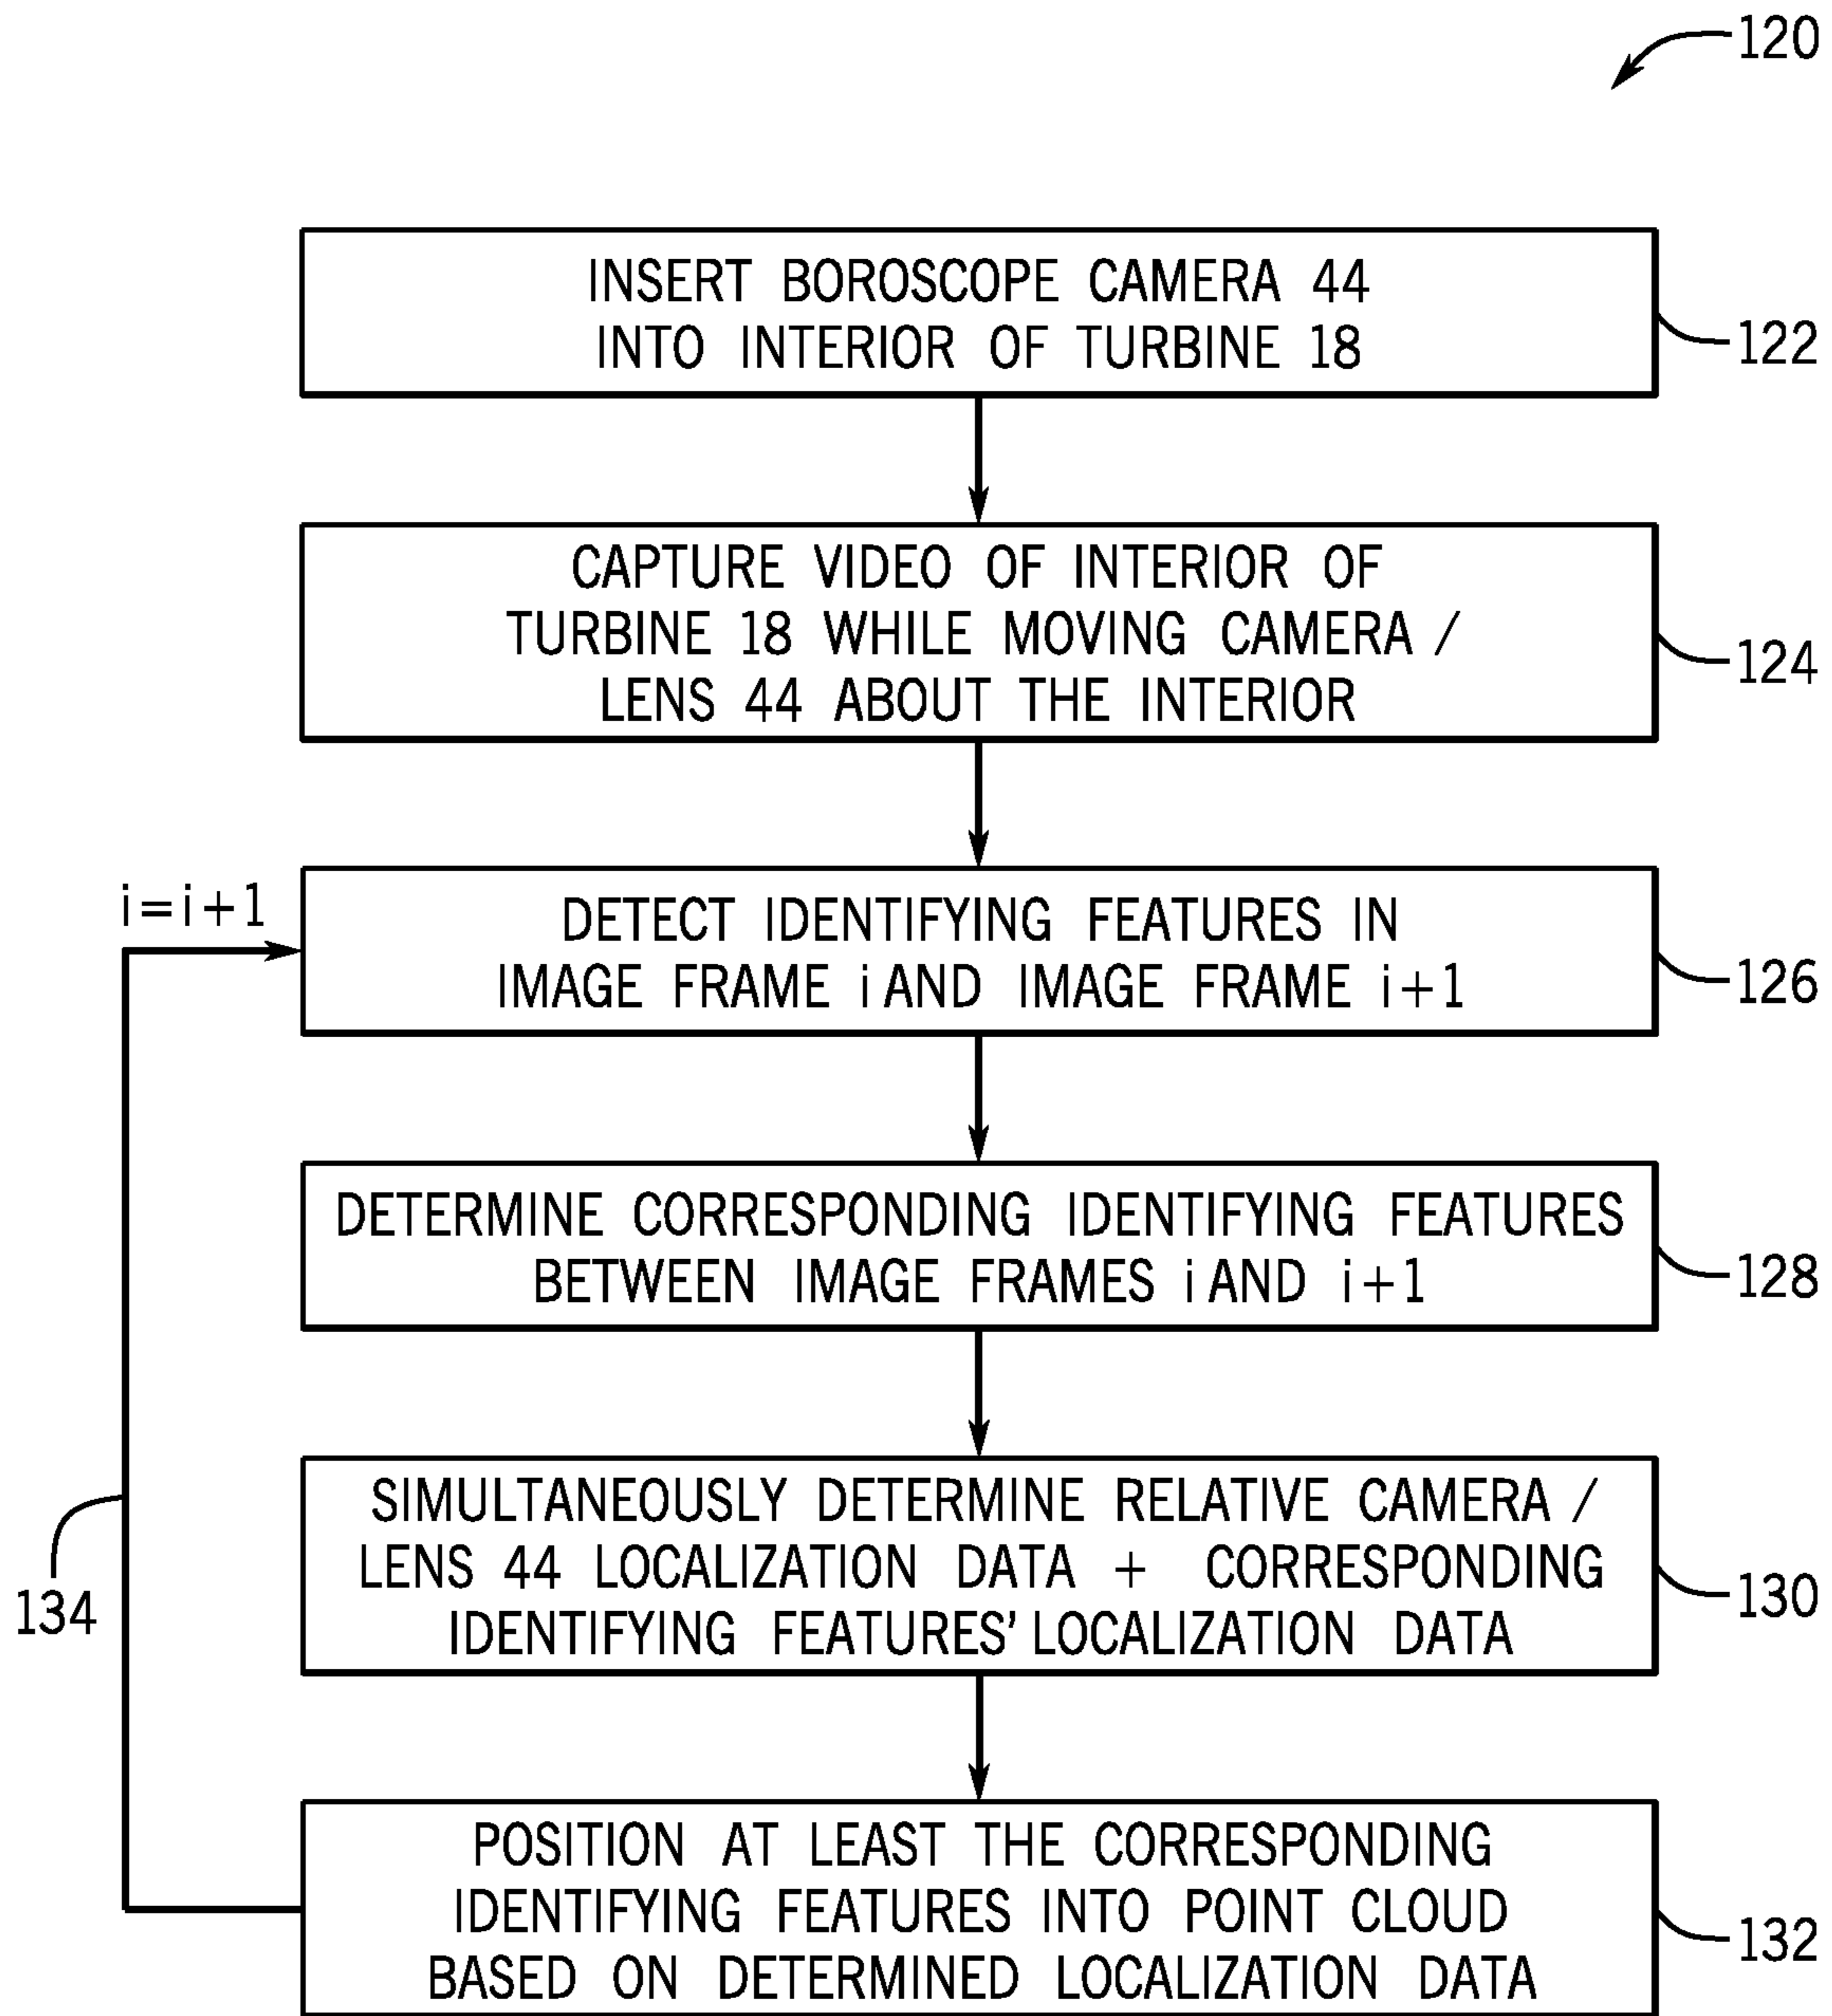 120
INSERT BOROSCOPE CAMERA 44
INTO INTERIOR OF TURBINE 18
122
CAPTURE VIDEO OF INTERIOR OF
TURBINE 18 WHILE MOVING CAMERA /
LENS 44 ABOUT THE INTERIOR
124
i=i+1
DETECT IDENTIFYING FEATURES IN
IMAGE FRAME i AND IMAGE FRAME i+1
126
DETERMINE CORRESPONDING IDENTIFYING FEATURES
BETWEEN IMAGE FRAMES i AND i+1
128
SIMULTANEOUSLY DETERMINE RELATIVE CAMERA /
LENS 44 LOCALIZATION DATA + CORRESPONDING
IDENTIFYING FEATURES' LOCALIZATION DATA
130
134
POSITION AT LEAST THE CORRESPONDING
IDENTIFYING FEATURES INTO POINT CLOUD
BASED ON DETERMINED LOCALIZATION DATA
132